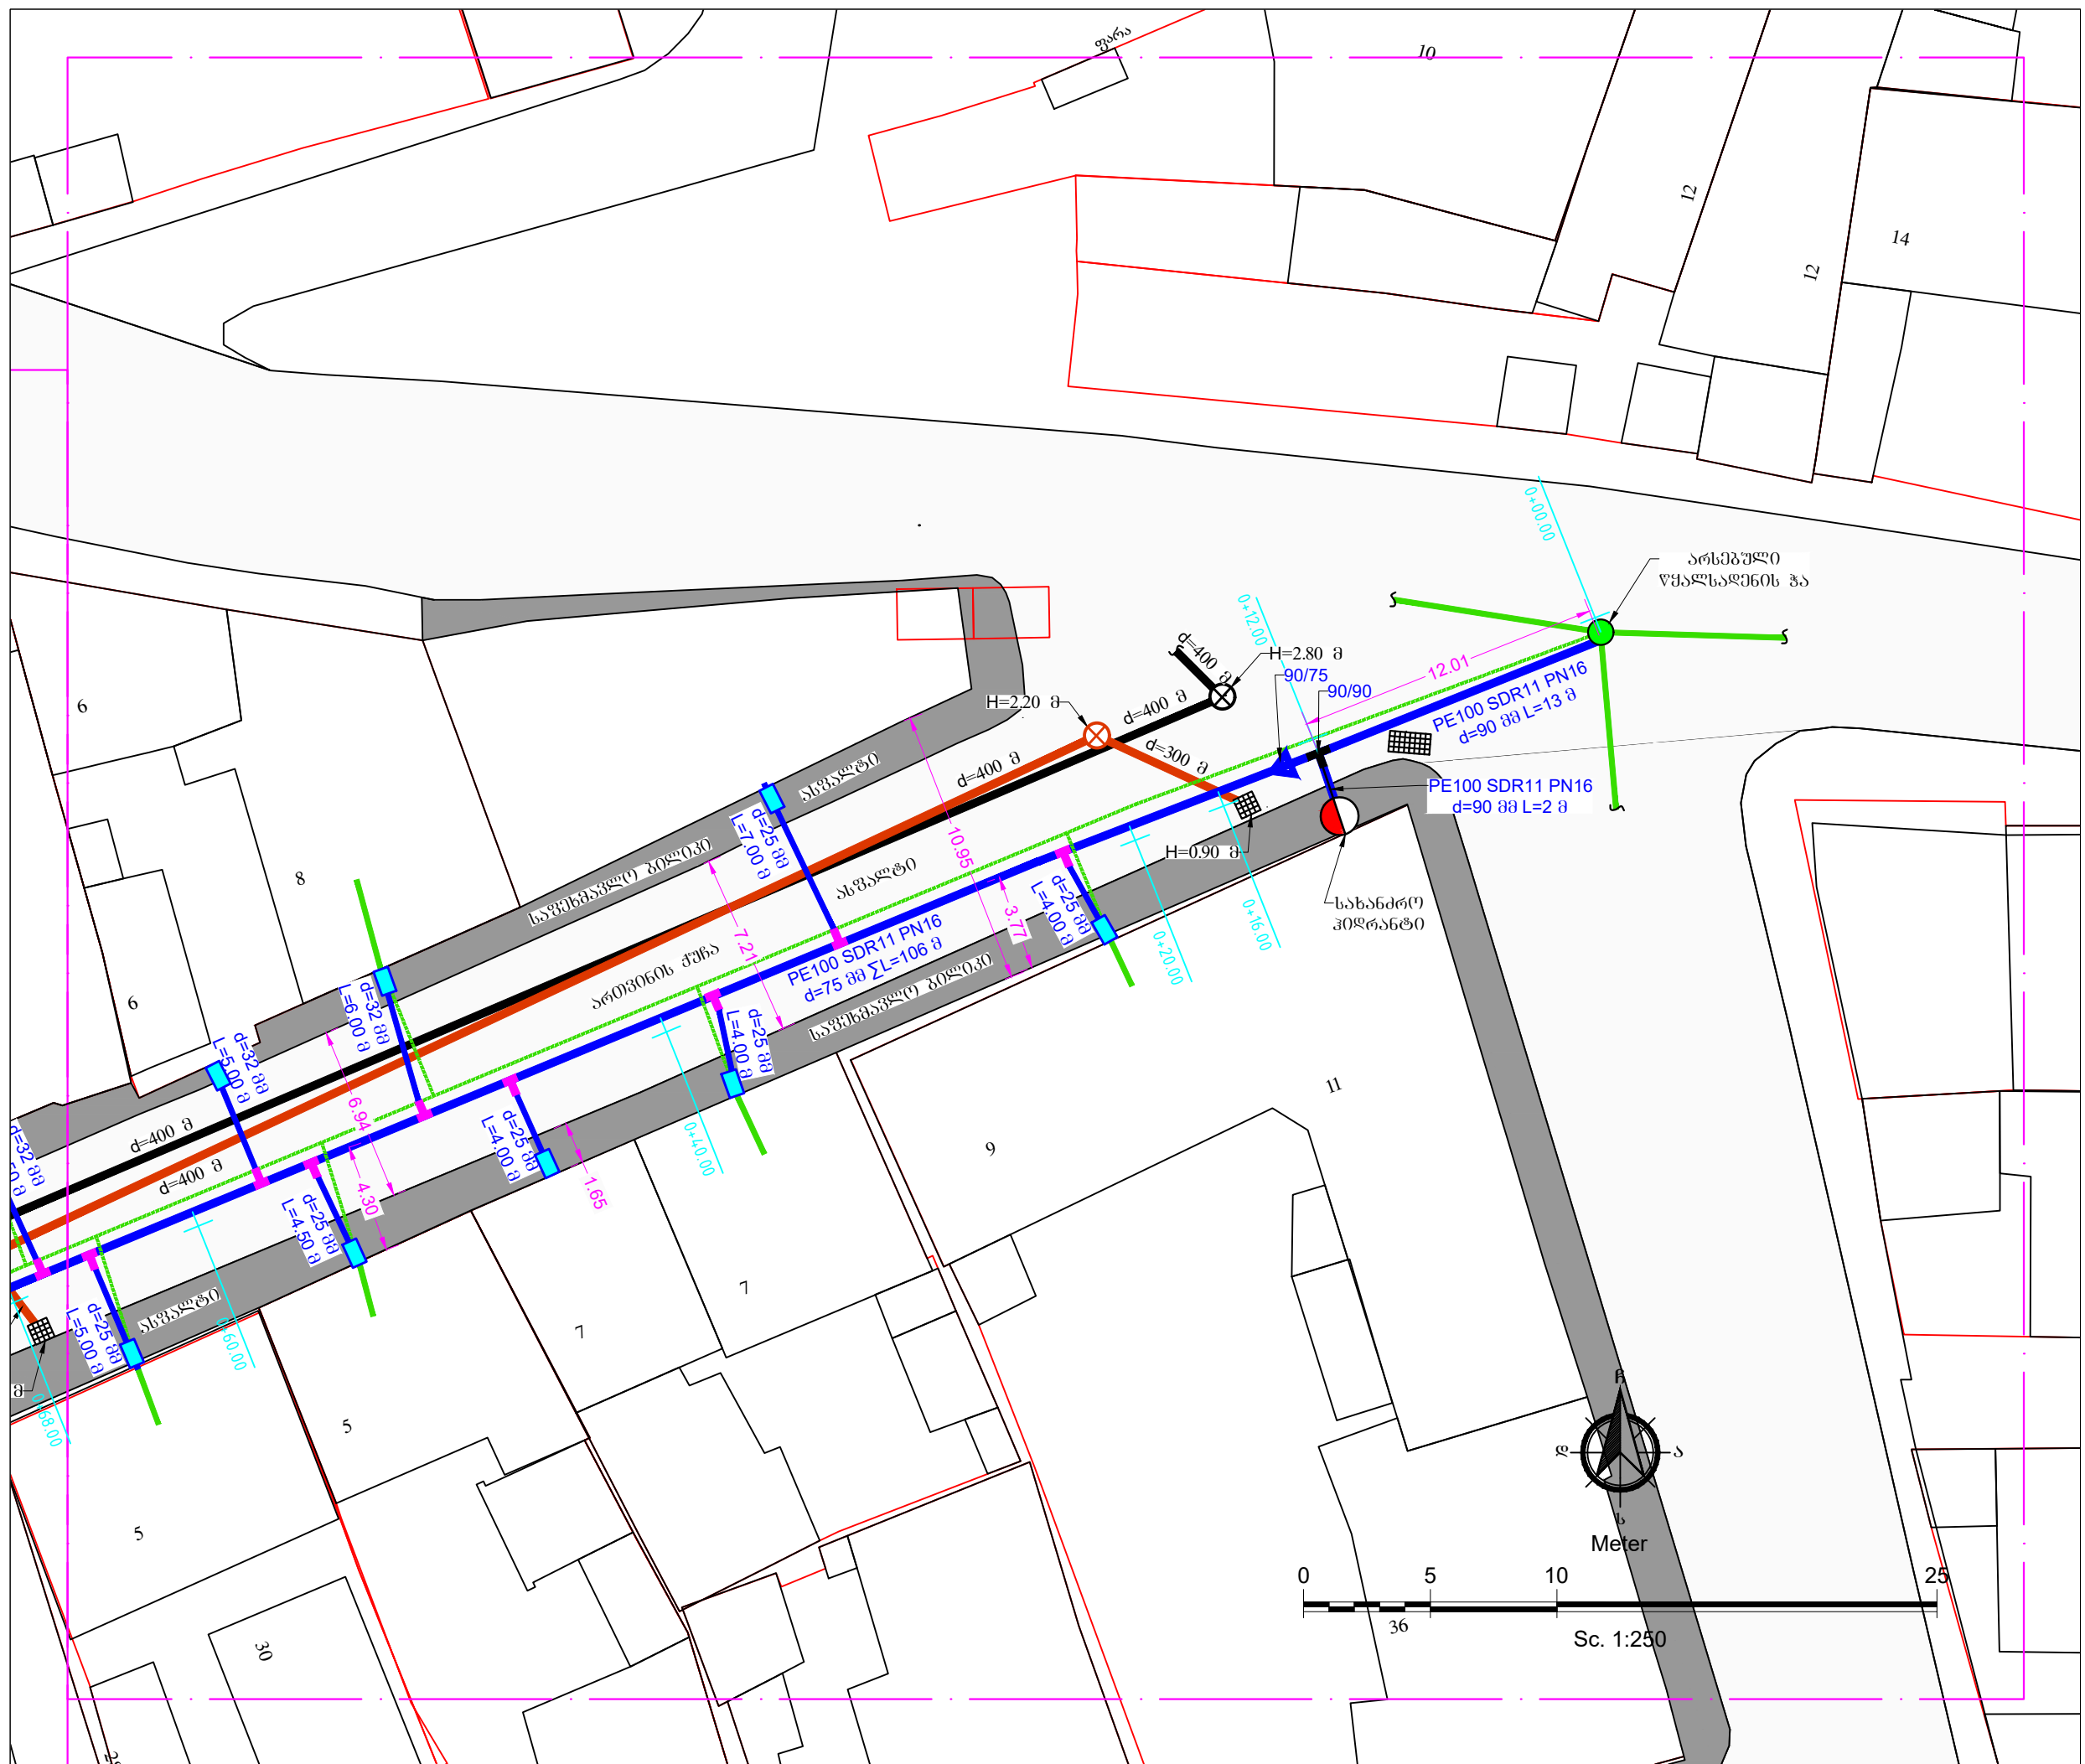 ფარა
10
12
12
14
0+00.00
არსებული
წყალსადენის ჭა
0+12.00
12.01
d=400 მ
H=2.80 მ
90/75
90/90
H=2.20 მ
d=400 მ
d=300 მ
d=400 მ
PE100 SDR11 PN16
d=90 მმ L=13 მ
PE100 SDR11 PN16
d=90 მმ L=2 მ
H=0.90 მ
სახანძრო
ჰიდრანტი
6
8
6
ასფალტი
10.95
d=25 მმ
L=7.00 მ
საფეხმავლო ბილიკი
7.21
ასფალტი
3.77
d=25 მმ
L=4.00 მ
0+16.00
0+20.00
ართვინის ქუჩა
PE100 SDR11 PN16
d=75 მმ ∑L=106 მ
საფეხმავლო ბილიკი
d=32 მმ
L=6.00 მ
d=32 მმ
L=5.00 მ
d=25 მმ
L=4.00 მ
0+40.00
6.94
d=400 მ
d=400 მ
d=25 მმ
L=4.00 მ
1.65
4.30
d=25 მმ
L=4.50 მ
d=32 მმ
ასფალტი
d=25 მმ
L=5.00 მ
0+60.00
0+68.00
მ
11
9
7
7
5
5
30
ჩ
დ
ა
ს
Meter
0 5 10 25
36
Sc. 1:250